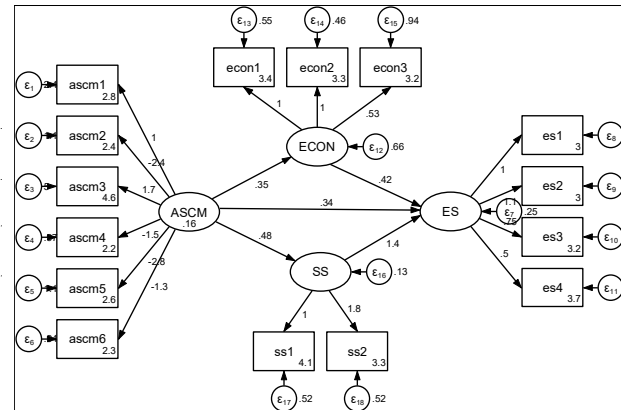 ε13 .55
ε14 .46
ε15 .94
econ1 3.4
econ2 3.3
econ3 3.2
1
1
.53
ECON
ε12 .66
ε1
ascm1 2.8
ε2
ascm2 2.4
ε3
ascm3 4.6
ε4
ascm4 2.2
ε5
ascm5 2.6
ε6
ascm6 2.3
1
-2.4
1.7
-1.5
-2.8
-1.3
ASCM
.16
.35
.34
.48
.42
1.4
ES
ε7 .25
1
1.1
.75
.5
es1 3
ε8
es2 3
ε9
es3 3.2
ε10
es4 3.7
ε11
SS
ε16 .13
1
1.8
ss1 4.1
ss2 3.3
ε17 .52
ε18 .52